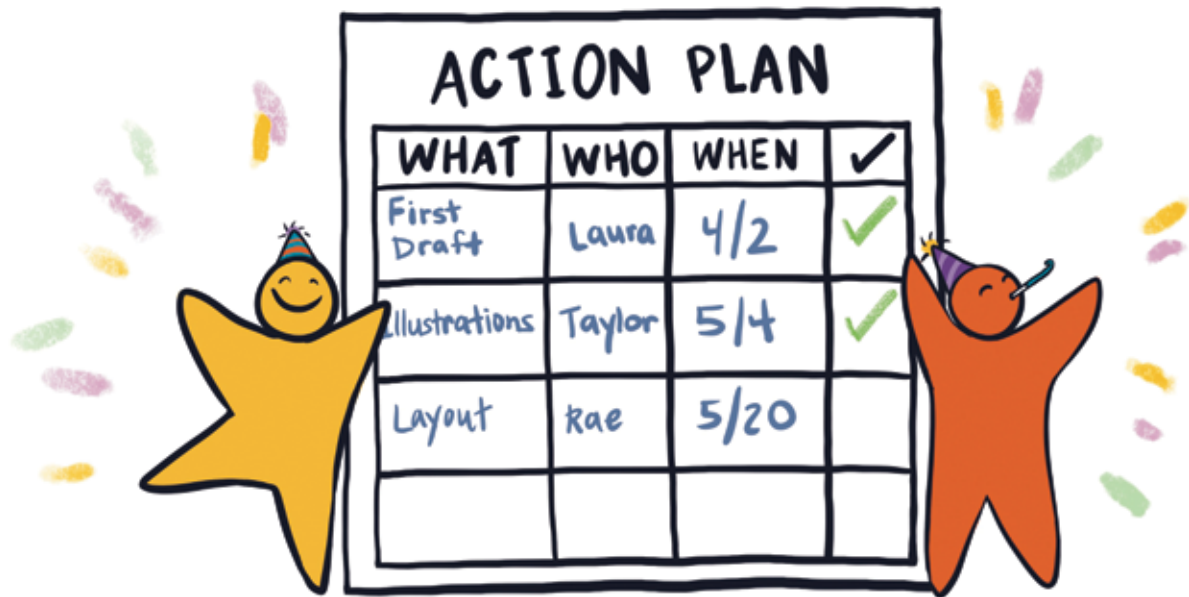 ACTION PLAN
WHAT WHO WHEN ✓
First
Draft Laura 4/2 ✓
Illustrations Taylor 5/4 ✓
Layout Rae 5/20